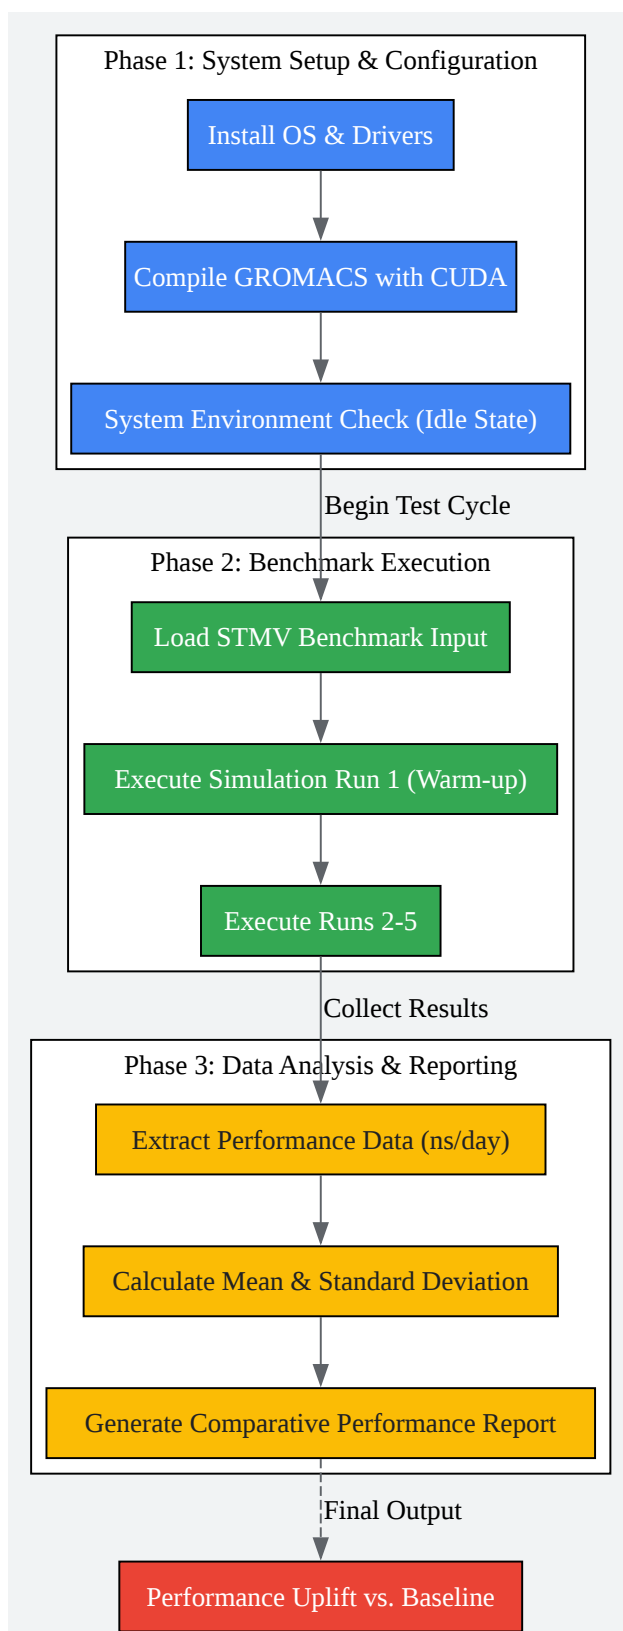 Phase 1: System Setup & Configuration
Install OS & Drivers
Compile GROMACS with CUDA
System Environment Check (Idle State)
Begin Test Cycle
Phase 2: Benchmark Execution
Load STMV Benchmark Input
Execute Simulation Run 1 (Warm-up)
Execute Runs 2-5
Collect Results
Phase 3: Data Analysis & Reporting
Extract Performance Data (ns/day)
Calculate Mean & Standard Deviation
Generate Comparative Performance Report
Final Output
Performance Uplift vs. Baseline